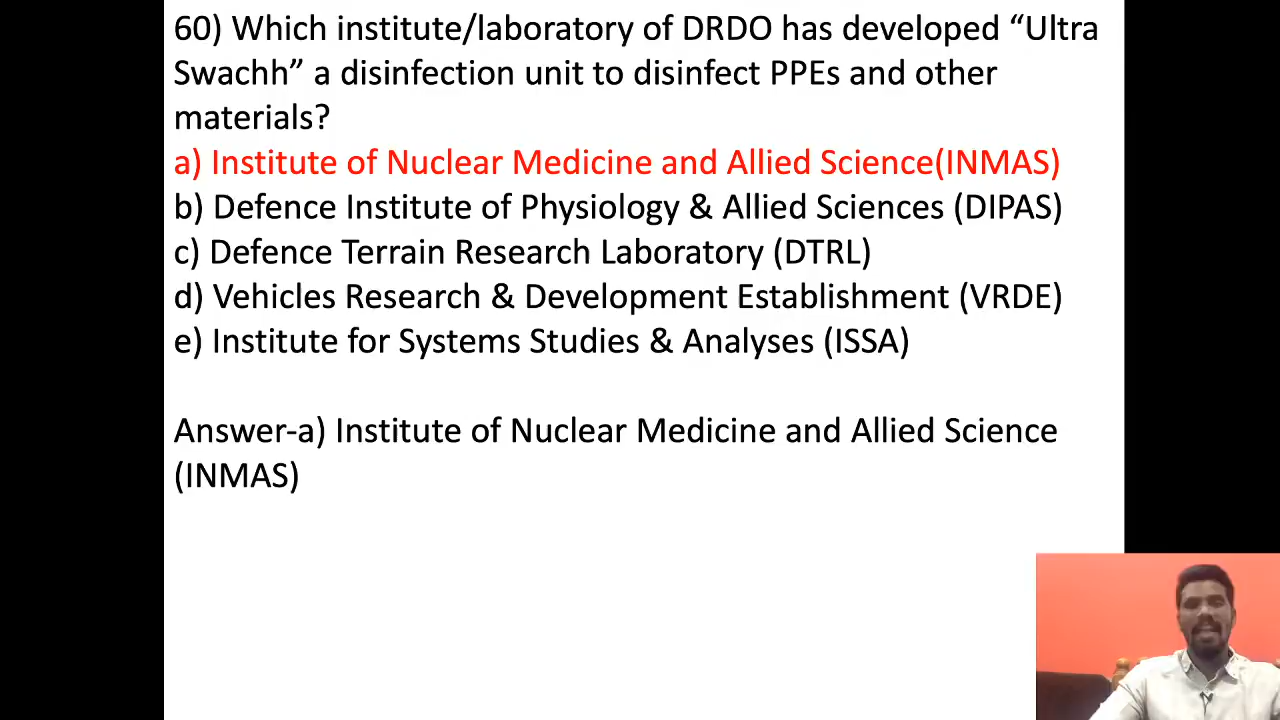 60) Which institute/laboratory of DRDO has developed “Ultra
Swachh” a disinfection unit to disinfect PPEs and other
materials?
a) Institute of Nuclear Medicine and Allied Science(INMAS)
b) Defence Institute of Physiology & Allied Sciences (DIPAS)
c) Defence Terrain Research Laboratory (DTRL)
d) Vehicles Research & Development Establishment (VRDE)
e) Institute for Systems Studies & Analyses (ISSA)
Answer-a) Institute of Nuclear Medicine and Allied Science
(INMAS)